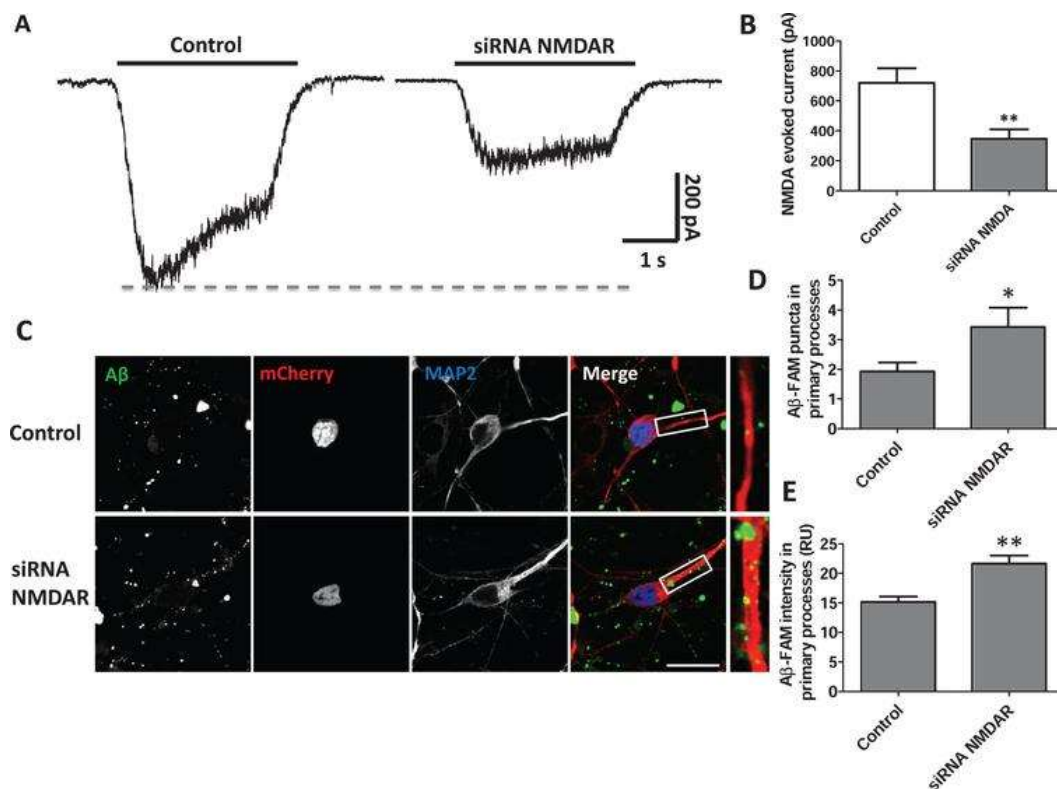 A
Control
siRNA NMDAR
200 pA
1 s
B
NMDA evoked current (pA)
1000
800
600
400
200
0
**
Control
siRNA NMDA
C
Aβ
mCherry
MAP2
Merge
Control
siRNA
NMDAR
D
Aβ-FAM puncta in
primary processes
5
4
3
2
1
0
*
Control
siRNA NMDAR
E
Aβ-FAM intensity in
primary processes (RU)
25
20
15
10
5
0
**
Control
siRNA NMDAR